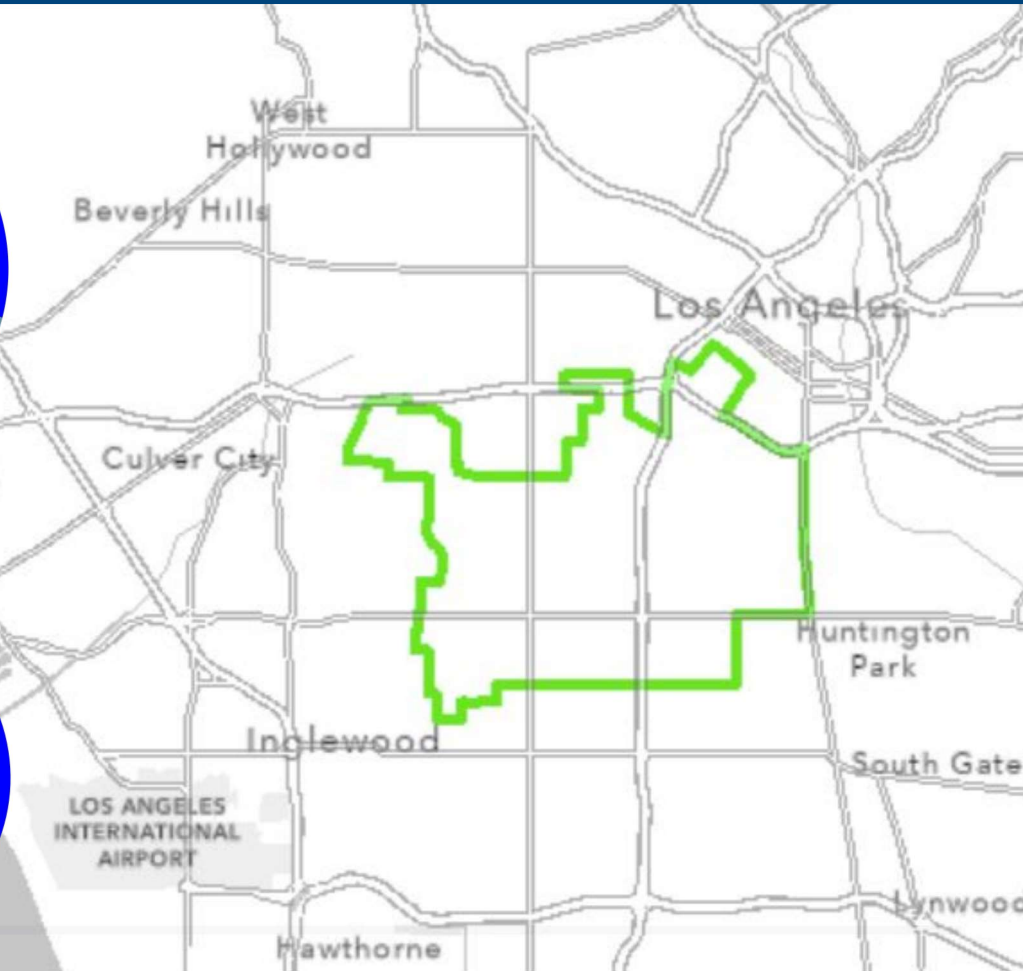 West
Hollywood
Beverly Hills
Los Angeles
Culver City
Huntington
Park
Inglewood
South Gate
LOS ANGELES
INTERNATIONAL
AIRPORT
Lynwood
Hawthorne